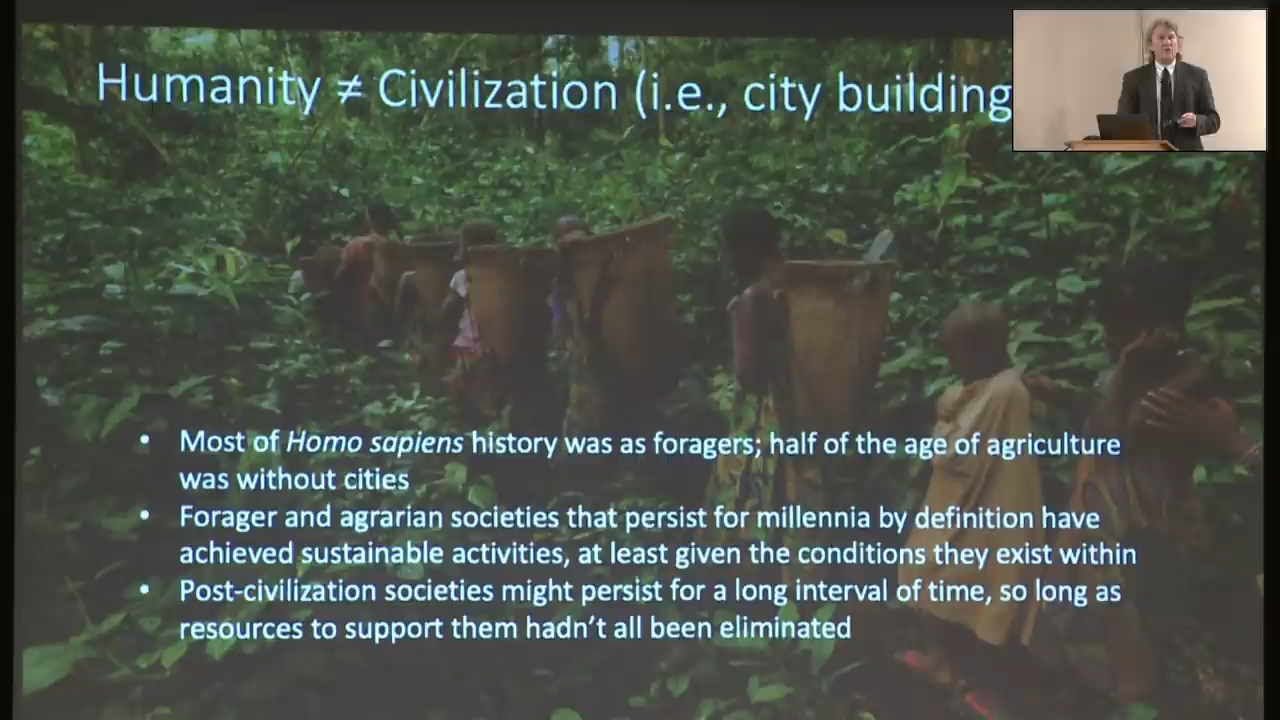 Humanity ≠ Civilization (i.e., city building
• Most of Homo sapiens history was as foragers; half of the age of agriculture
was without cities
• Forager and agrarian societies that persist for millennia by definition have
achieved sustainable activities, at least given the conditions they exist within
• Post-civilization societies might persist for a long interval of time, so long as
resources to support them hadn't all been eliminated